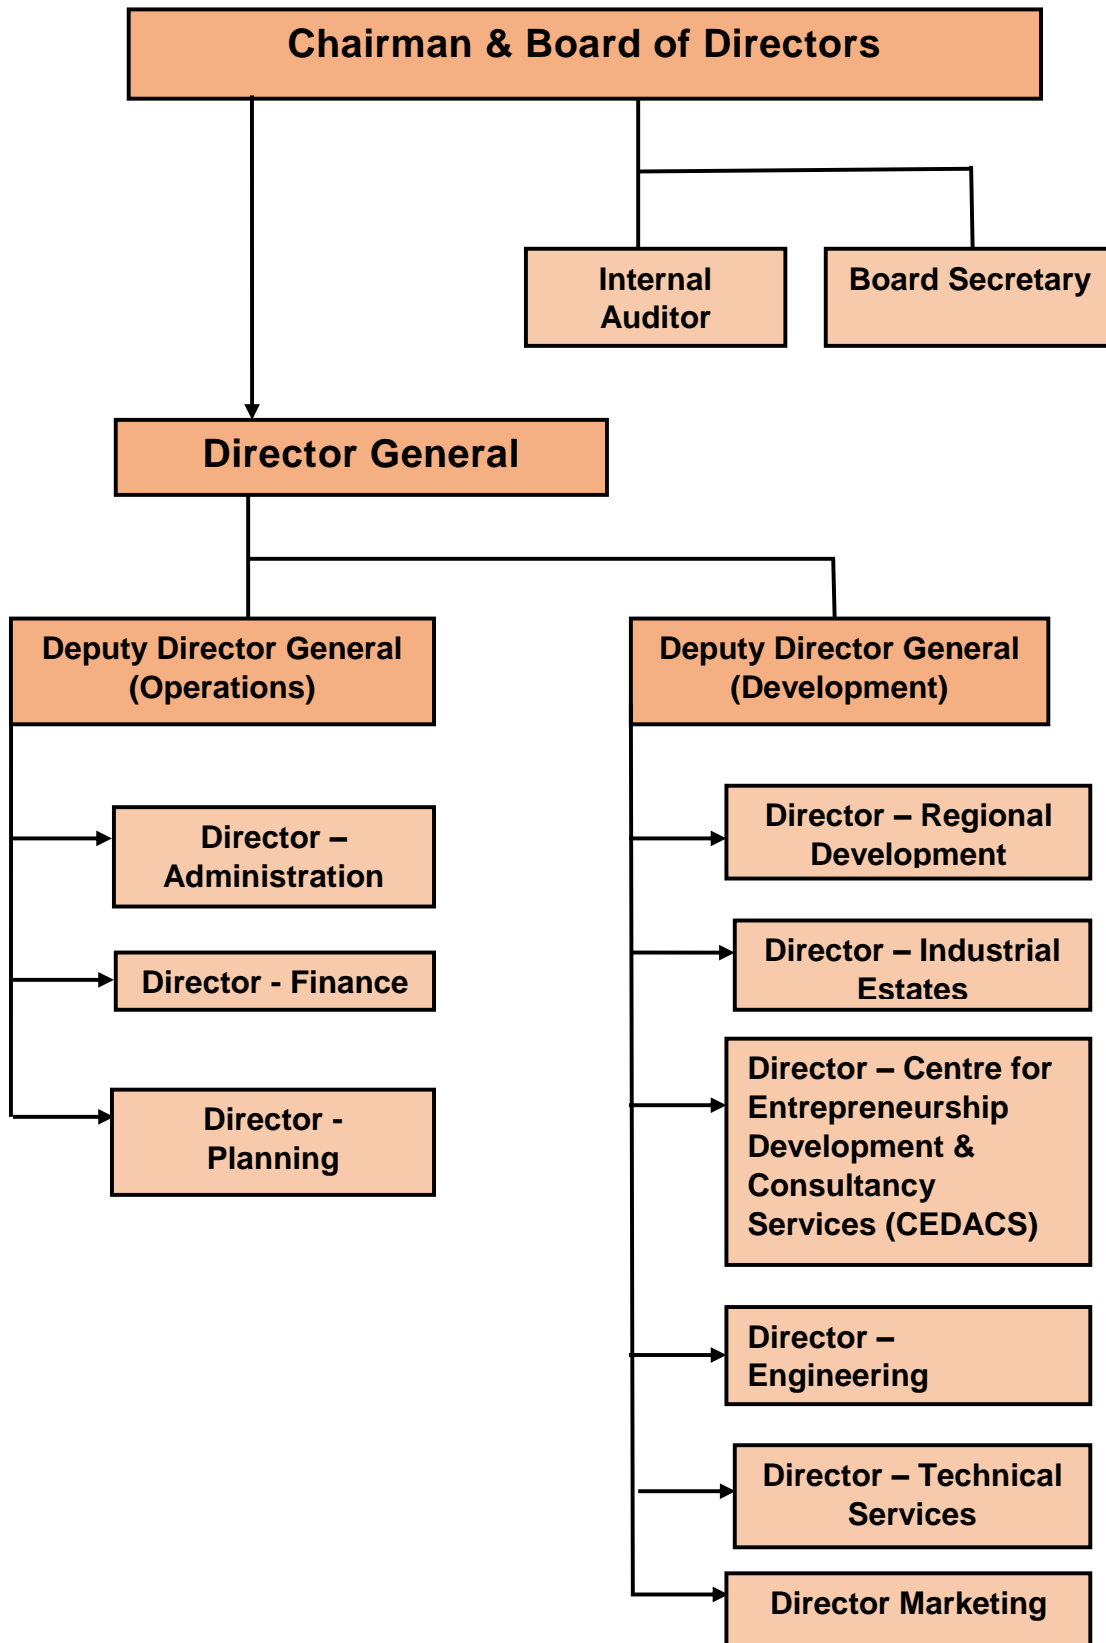 Chairman & Board of Directors
Internal
Auditor
Board Secretary
Director General
Deputy Director General
(Operations)
Deputy Director General
(Development)
Director –
Administration
Director - Finance
Director -
Planning
Director – Regional
Development
Director – Industrial
Estates
Director – Centre for
Entrepreneurship
Development &
Consultancy
Services (CEDACS)
Director –
Engineering
Director – Technical
Services
Director Marketing